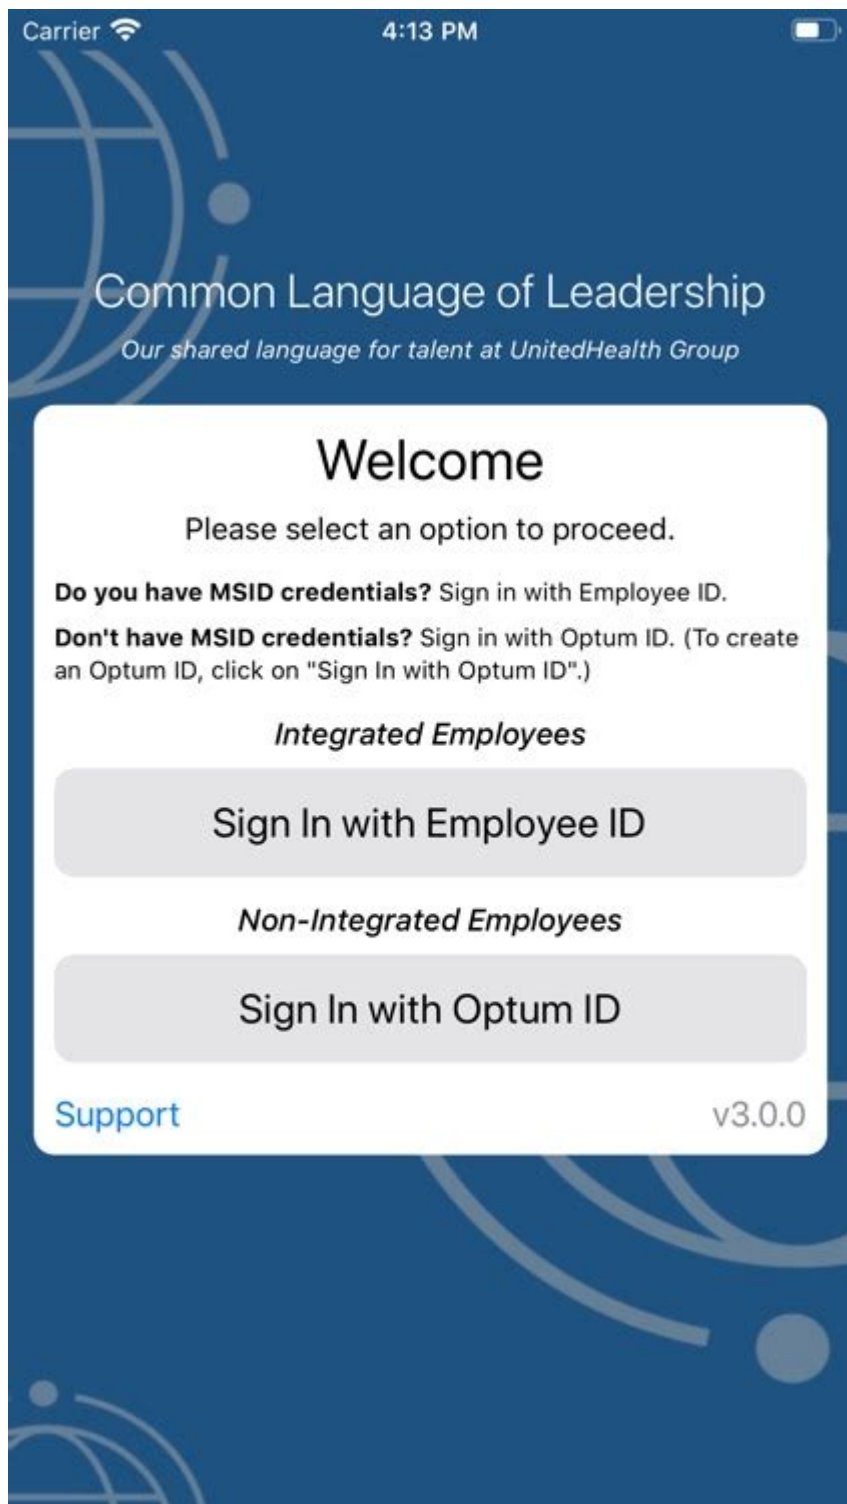 Carrier 4:13 PM
Common Language of Leadership
Our shared language for talent at UnitedHealth Group
Welcome
Please select an option to proceed.
Do you have MSID credentials? Sign in with Employee ID.
Don't have MSID credentials? Sign in with Optum ID. (To create
an Optum ID, click on "Sign In with Optum ID".)
Integrated Employees
Sign In with Employee ID
Non-Integrated Employees
Sign In with Optum ID
Support v3.0.0